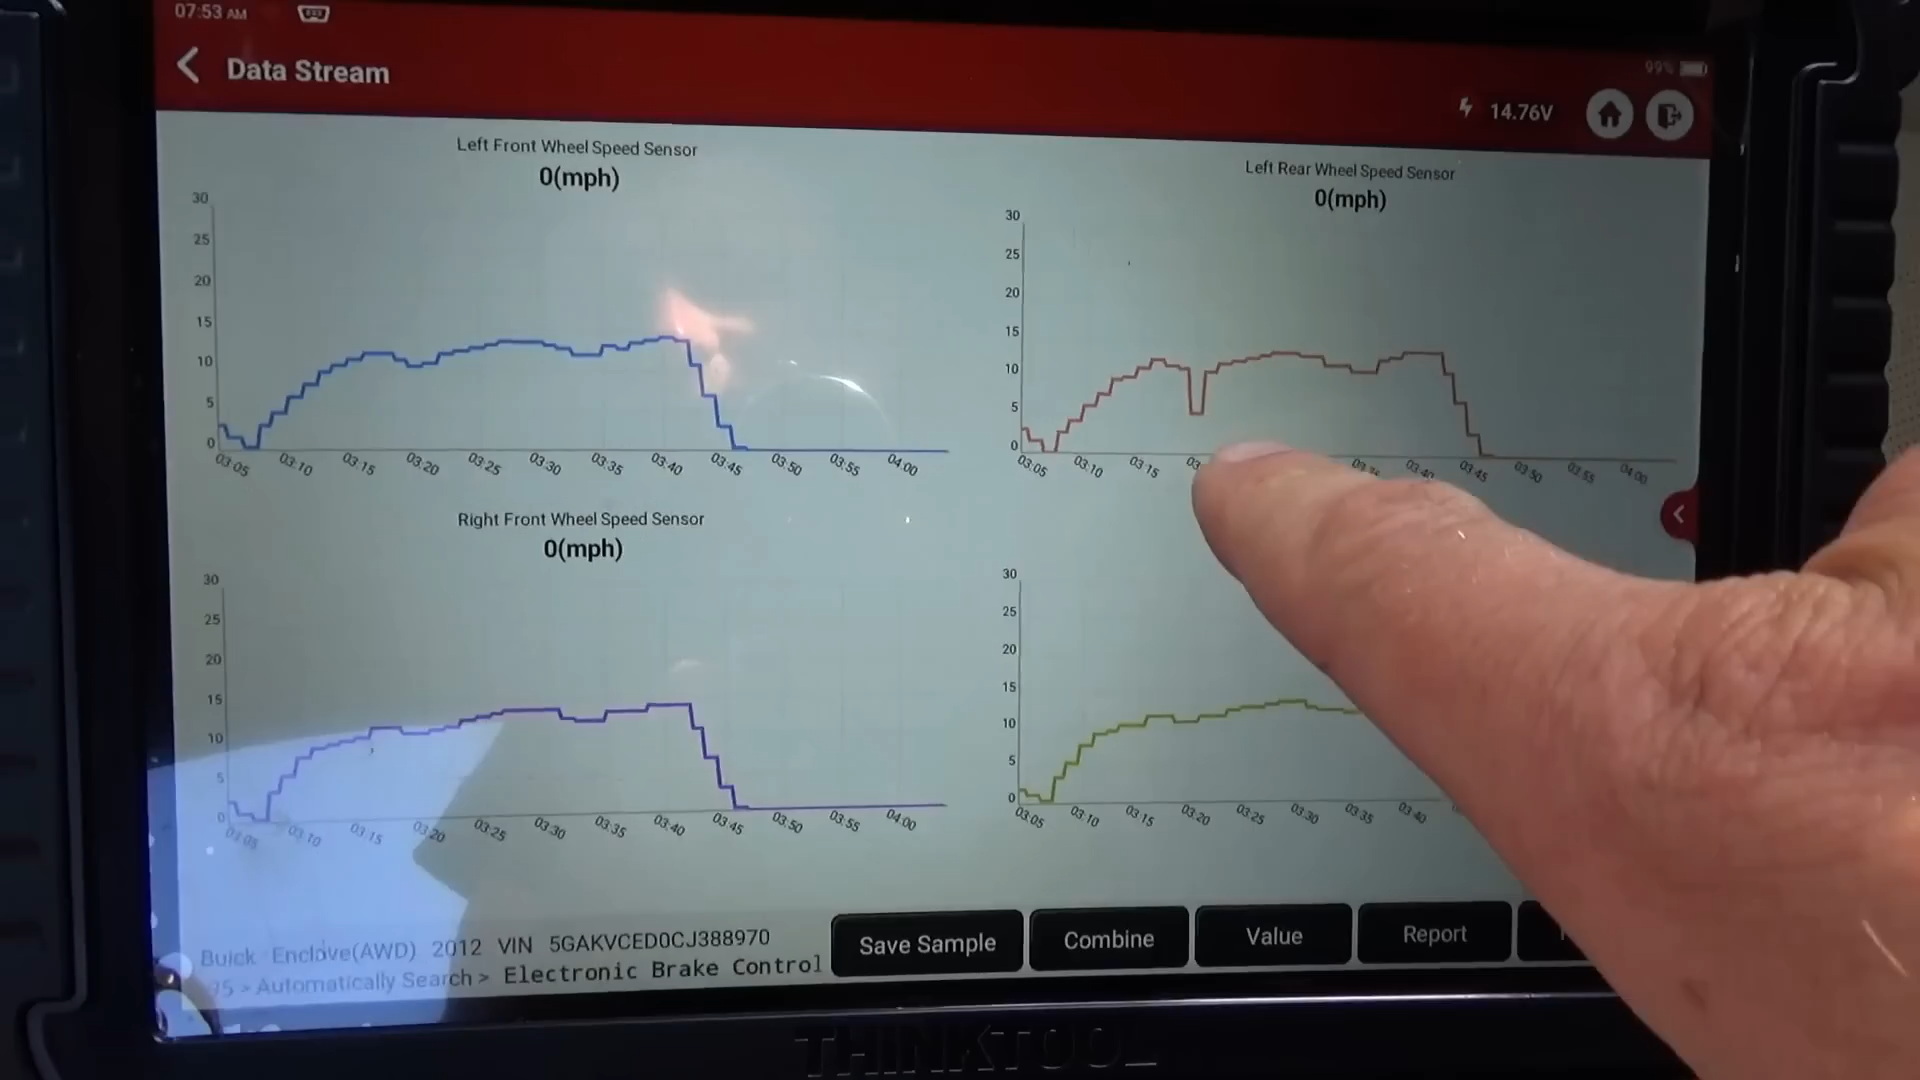 07:53 AM
99%
Data Stream
14.76V
Left Front Wheel Speed Sensor
0(mph)
30
25
20
15
10
5
0
03:05 03:10 03:15 03:20 03:25 03:30 03:35 03:40 03:45 03:50 03:55 04:00
Left Rear Wheel Speed Sensor
0(mph)
30
25
20
15
10
5
0
03:05 03:10 03:15 03:40 03:45 03:50 03:55 04:00
Right Front Wheel Speed Sensor
0(mph)
30
25
20
15
10
5
0
03:05 03:10 03:15 03:20 03:25 03:30 03:35 03:40 03:45 03:50 03:55 04:00
30
25
20
15
10
5
0
03:05 03:10 03:15 03:20 03:25 03:30 03:35 03:40
Buick Enclave(AWD) 2012 VIN 5GAKVCED0CJ388970
> Automatically Search > Electronic Brake Control
Save Sample
Combine
Value
Report
THINKTOOL